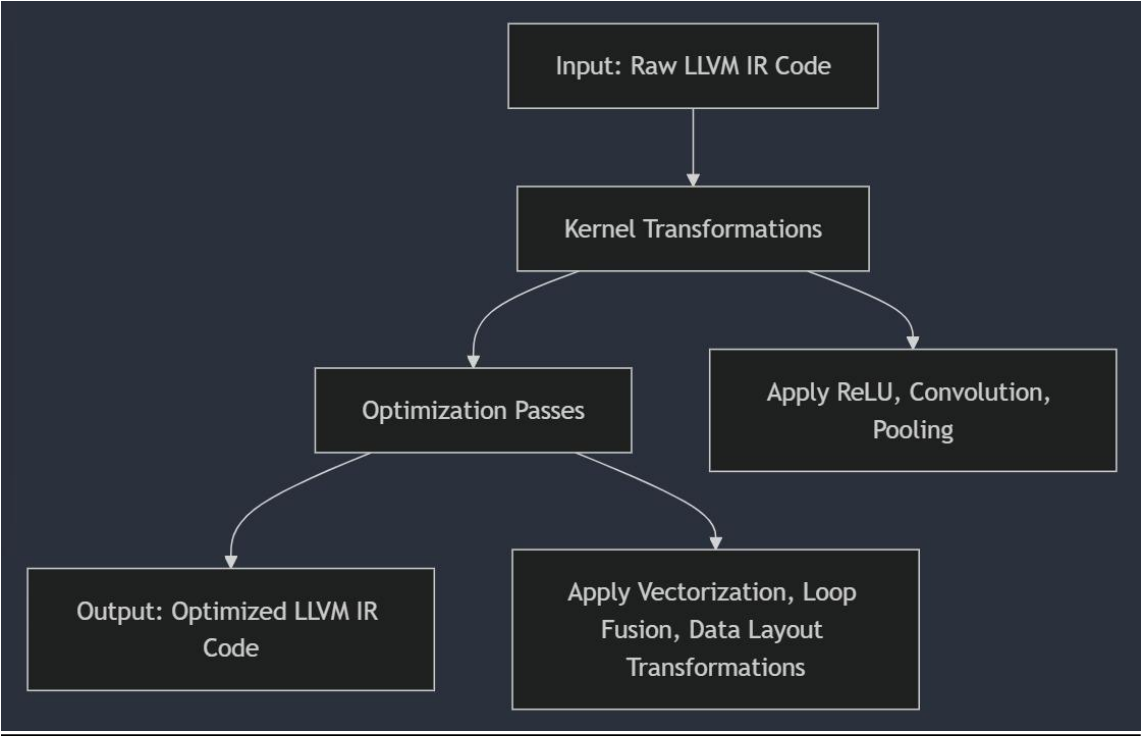 Input: Raw LLVM IR Code
Kernel Transformations
Apply ReLU, Convolution,
Pooling
Optimization Passes
Output: Optimized LLVM IR
Code
Apply Vectorization, Loop
Fusion, Data Layout
Transformations